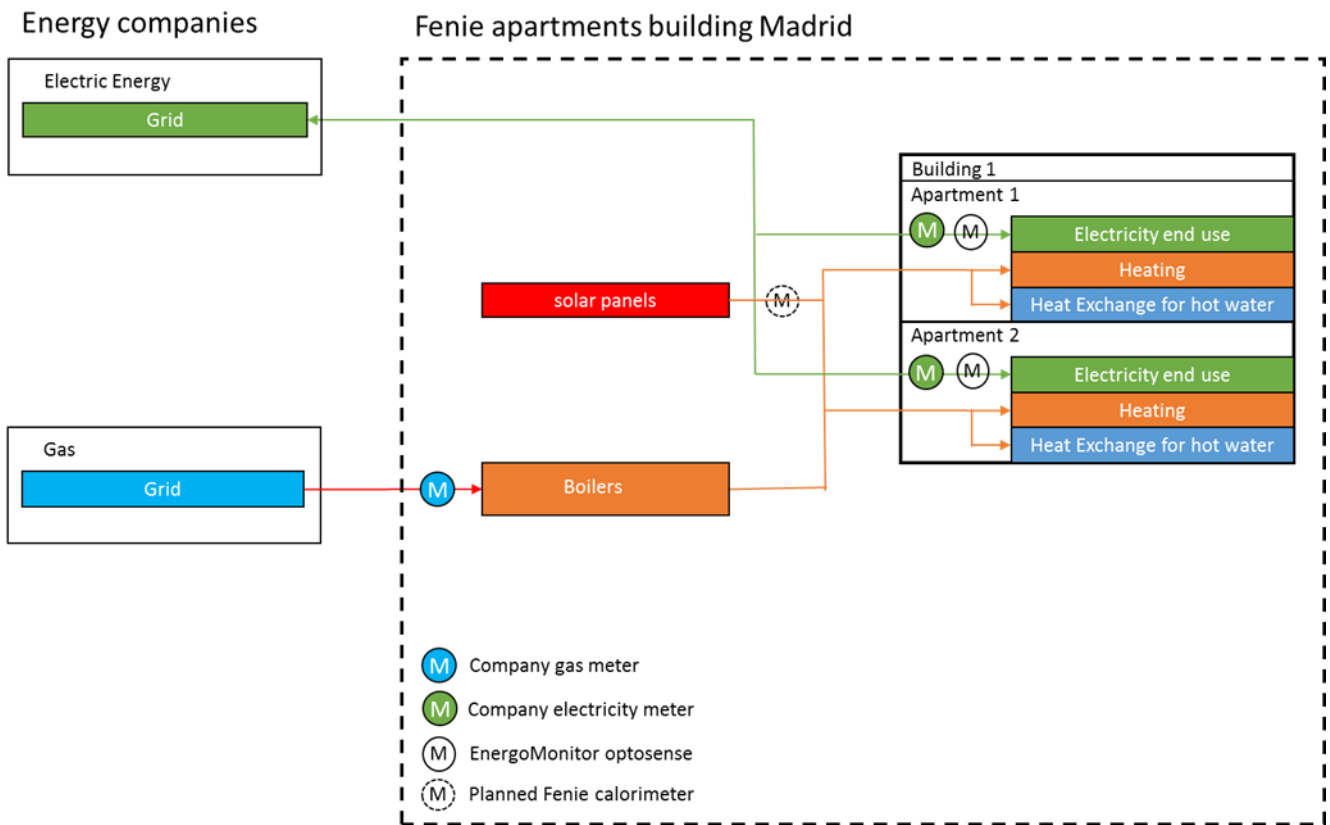 Energy companies
Fenie apartments building Madrid
Electric Energy
Grid
Building 1
Apartment 1
M
M
Electricity end use
Heating
Heat Exchange for hot water
solar panels
M
Apartment 2
M
M
Electricity end use
Heating
Heat Exchange for hot water
Gas
Grid
M
Boilers
M Company gas meter
M Company electricity meter
M EnergoMonitor optosense
M Planned Fenie calorimeter